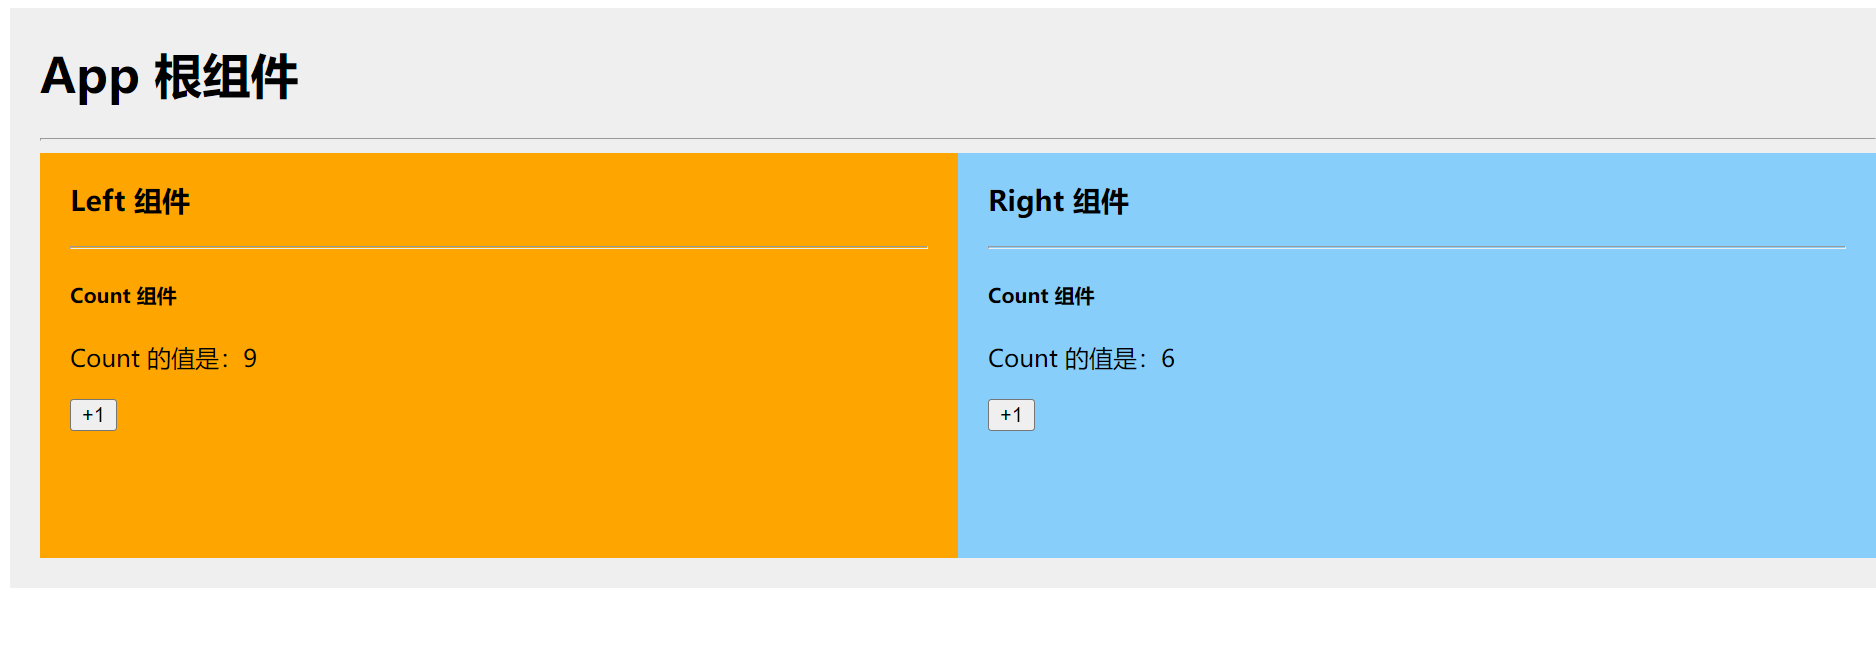 App 根组件
Left 组件
Count 组件
Count 的值是：9
+1
Right 组件
Count 组件
Count 的值是：6
+1